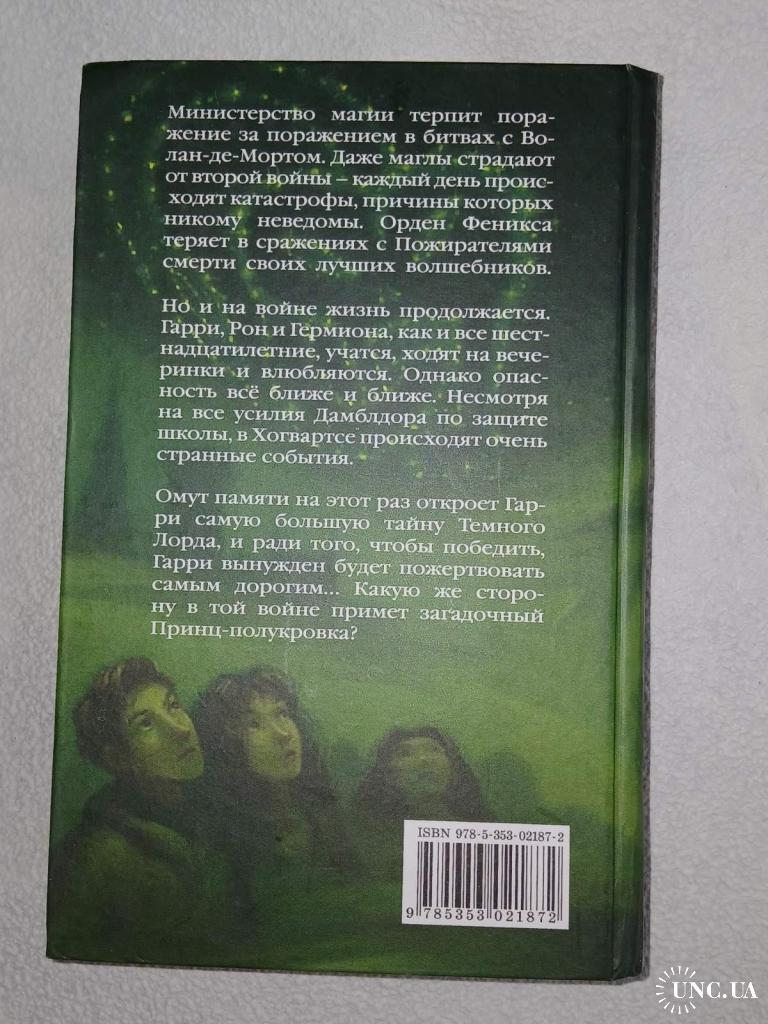 Министерство магии терпит пора-
жение за поражением в битвах с Во-
лан-де-Мортом. Даже маглы страдают
от второй войны – каждый день проис-
ходят катастрофы, причины которых
никому неведомы. Орден Феникса
теряет в сражениях с Пожирателями
смерти своих лучших волшебников.
Но и на войне жизнь продолжается.
Гарри, Рон и Гермиона, как и все шест-
надцатилетние, учатся, ходят на вече-
ринки и влюбляются. Однако опас-
ность всё ближе и ближе. Несмотря
на все усилия Дамблдора по защите
школы, в Хогвартсе происходят очень
странные события.
Омут памяти на этот раз откроет Гар-
ри самую большую тайну Темного
Лорда, и ради того, чтобы победить,
Гарри вынужден будет пожертвовать
самым дорогим... Какую же сторо-
ну в той войне примет загадочный
Принц-полукровка?
ISBN 978-5-353-02187-2
9 785353 021872
UNC.UA